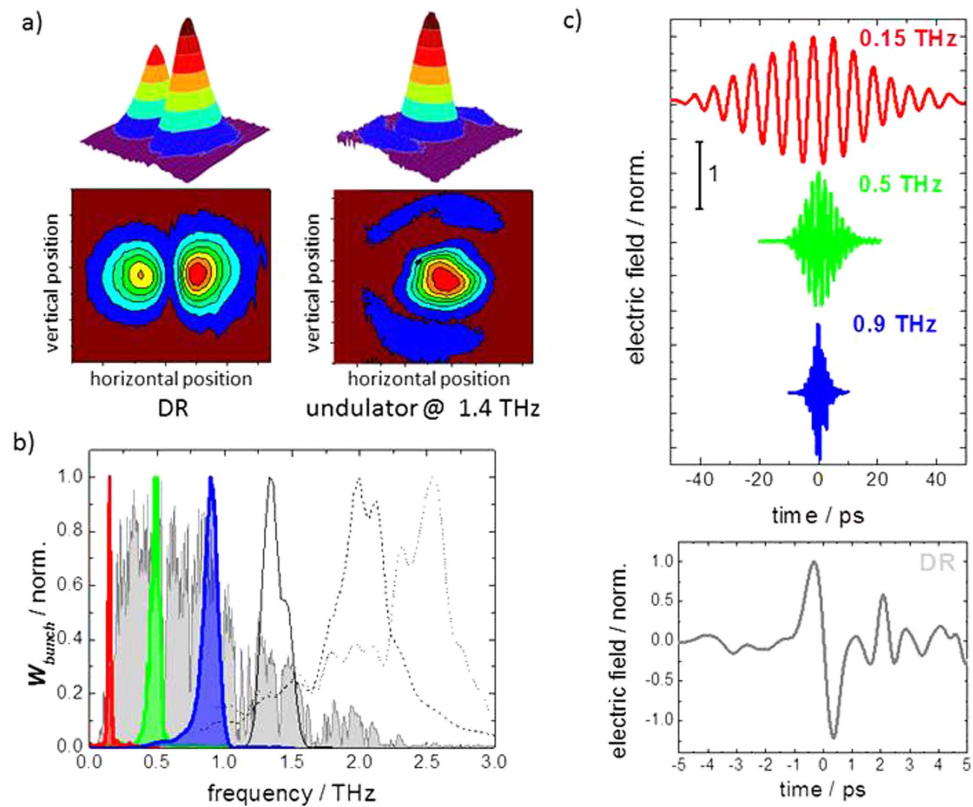 a)
vertical position
horizontal position
DR
vertical position
horizontal position
undulator @ 1.4 THz
b)
W_bunch / norm.
1.0
0.8
0.6
0.4
0.2
0.0
0.0 0.5 1.0 1.5 2.0 2.5 3.0
frequency / THz
c)
0.15 THz
1
0.5 THz
0.9 THz
electric field / norm.
-40 -20 0 20 40
time / ps
DR
electric field / norm.
1.0
0.5
0.0
-0.5
-1.0
-5 -4 -3 -2 -1 0 1 2 3 4 5
time / ps